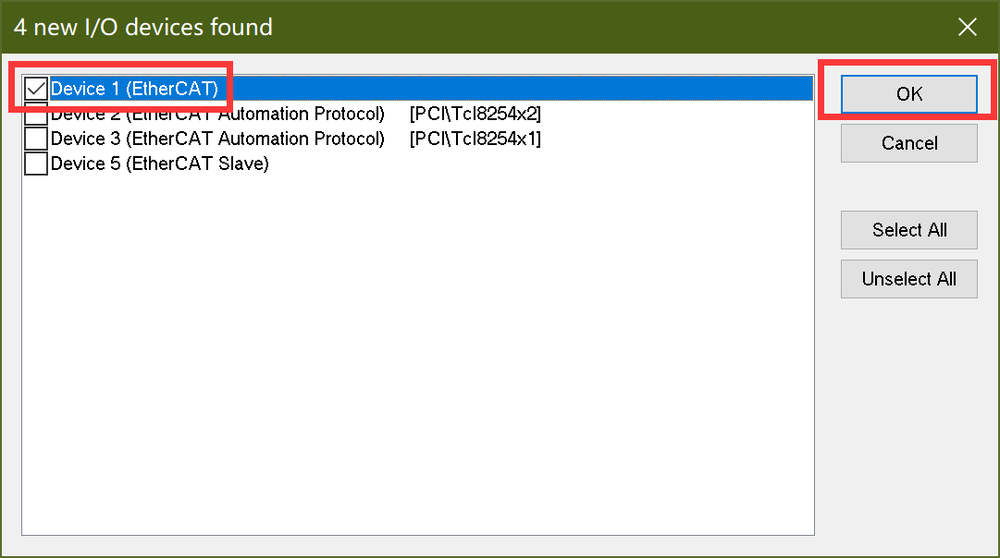 4 new I/O devices found
Device 1 (EtherCAT)
OK
Device 2 (EtherCAT Automation Protocol) [PCI\TcI8254x2]
Device 3 (EtherCAT Automation Protocol) [PCI\TcI8254x1]
Cancel
Device 5 (EtherCAT Slave)
Select All
Unselect All